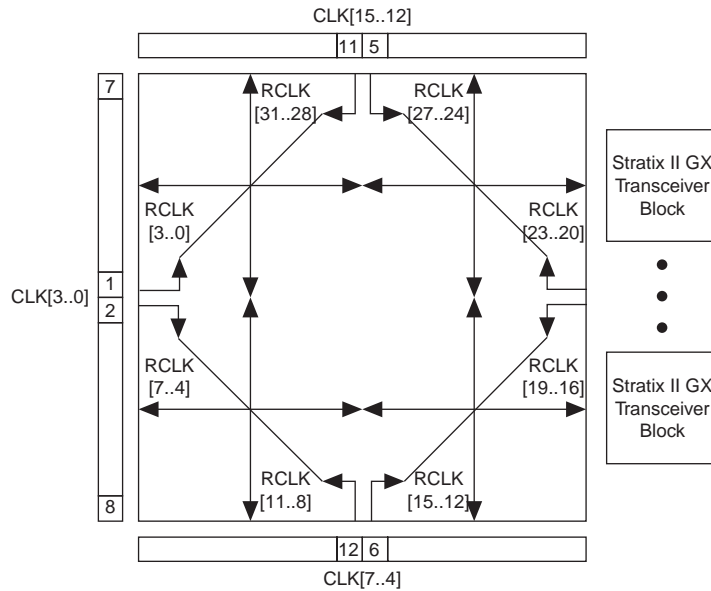 CLK[15..12]
11 5
7
RCLK
[31..28]
RCLK
[27..24]
Stratix II GX
Transceiver
Block
RCLK
[3..0]
RCLK
[23..20]
1
CLK[3..0]
2
RCLK
[7..4]
RCLK
[19..16]
Stratix II GX
Transceiver
Block
RCLK
[11..8]
RCLK
[15..12]
8
12 6
CLK[7..4]